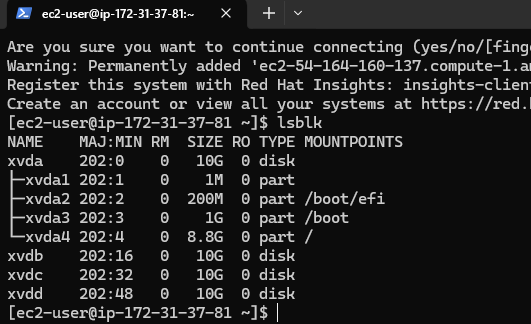 ec2-user@ip-172-31-37-81:~
Are you sure you want to continue connecting (yes/no/[fing
Warning: Permanently added 'ec2-54-164-160-137.compute-1.am
Register this system with Red Hat Insights: insights-clien
Create an account or view all your systems at https://red.h
[ec2-user@ip-172-31-37-81 ~]$ lsblk
NAME    MAJ:MIN RM  SIZE RO TYPE MOUNTPOINTS
xvda    202:0    0   10G  0 disk
├─xvda1 202:1    0    1M  0 part
├─xvda2 202:2    0  200M  0 part /boot/efi
├─xvda3 202:3    0    1G  0 part /boot
└─xvda4 202:4    0  8.8G  0 part /
xvdb    202:16   0   10G  0 disk
xvdc    202:32   0   10G  0 disk
xvdd    202:48   0   10G  0 disk
[ec2-user@ip-172-31-37-81 ~]$